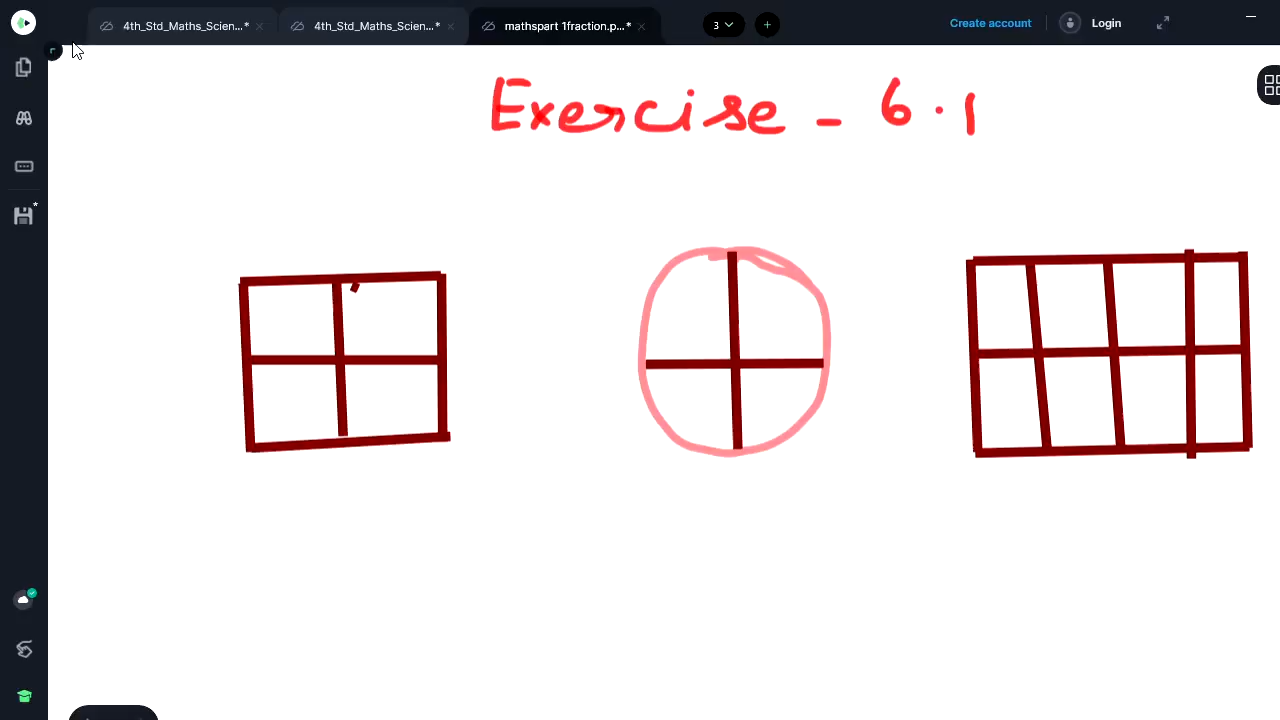 4th_Std_Maths_Scien...*
4th_Std_Maths_Scien...*
mathspart 1fraction.p...*
3
Create account
Login
Exercise - 6.1